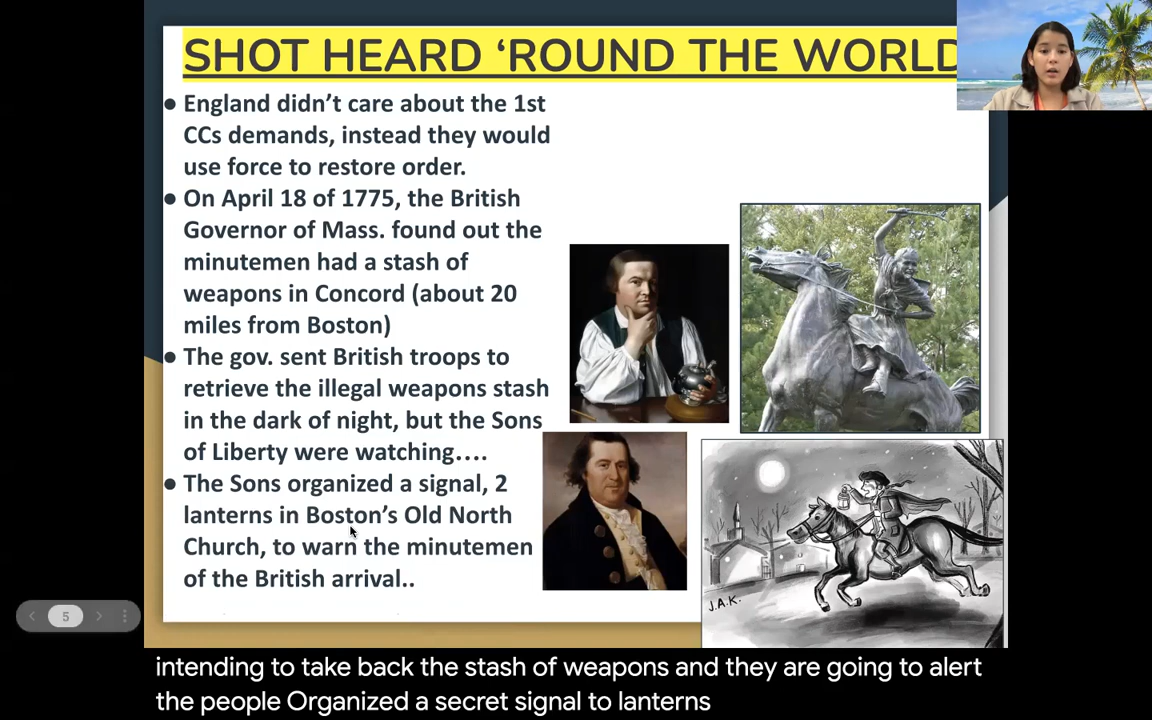 SHOT HEARD ‘ROUND THE WORLD
● England didn’t care about the 1st
CCs demands, instead they would
use force to restore order.
● On April 18 of 1775, the British
Governor of Mass. found out the
minutemen had a stash of
weapons in Concord (about 20
miles from Boston)
● The gov. sent British troops to
retrieve the illegal weapons stash
in the dark of night, but the Sons
of Liberty were watching....
● The Sons organized a signal, 2
lanterns in Boston’s Old North
Church, to warn the minutemen
of the British arrival..
J.A.K.
5
intending to take back the stash of weapons and they are going to alert
the people Organized a secret signal to lanterns